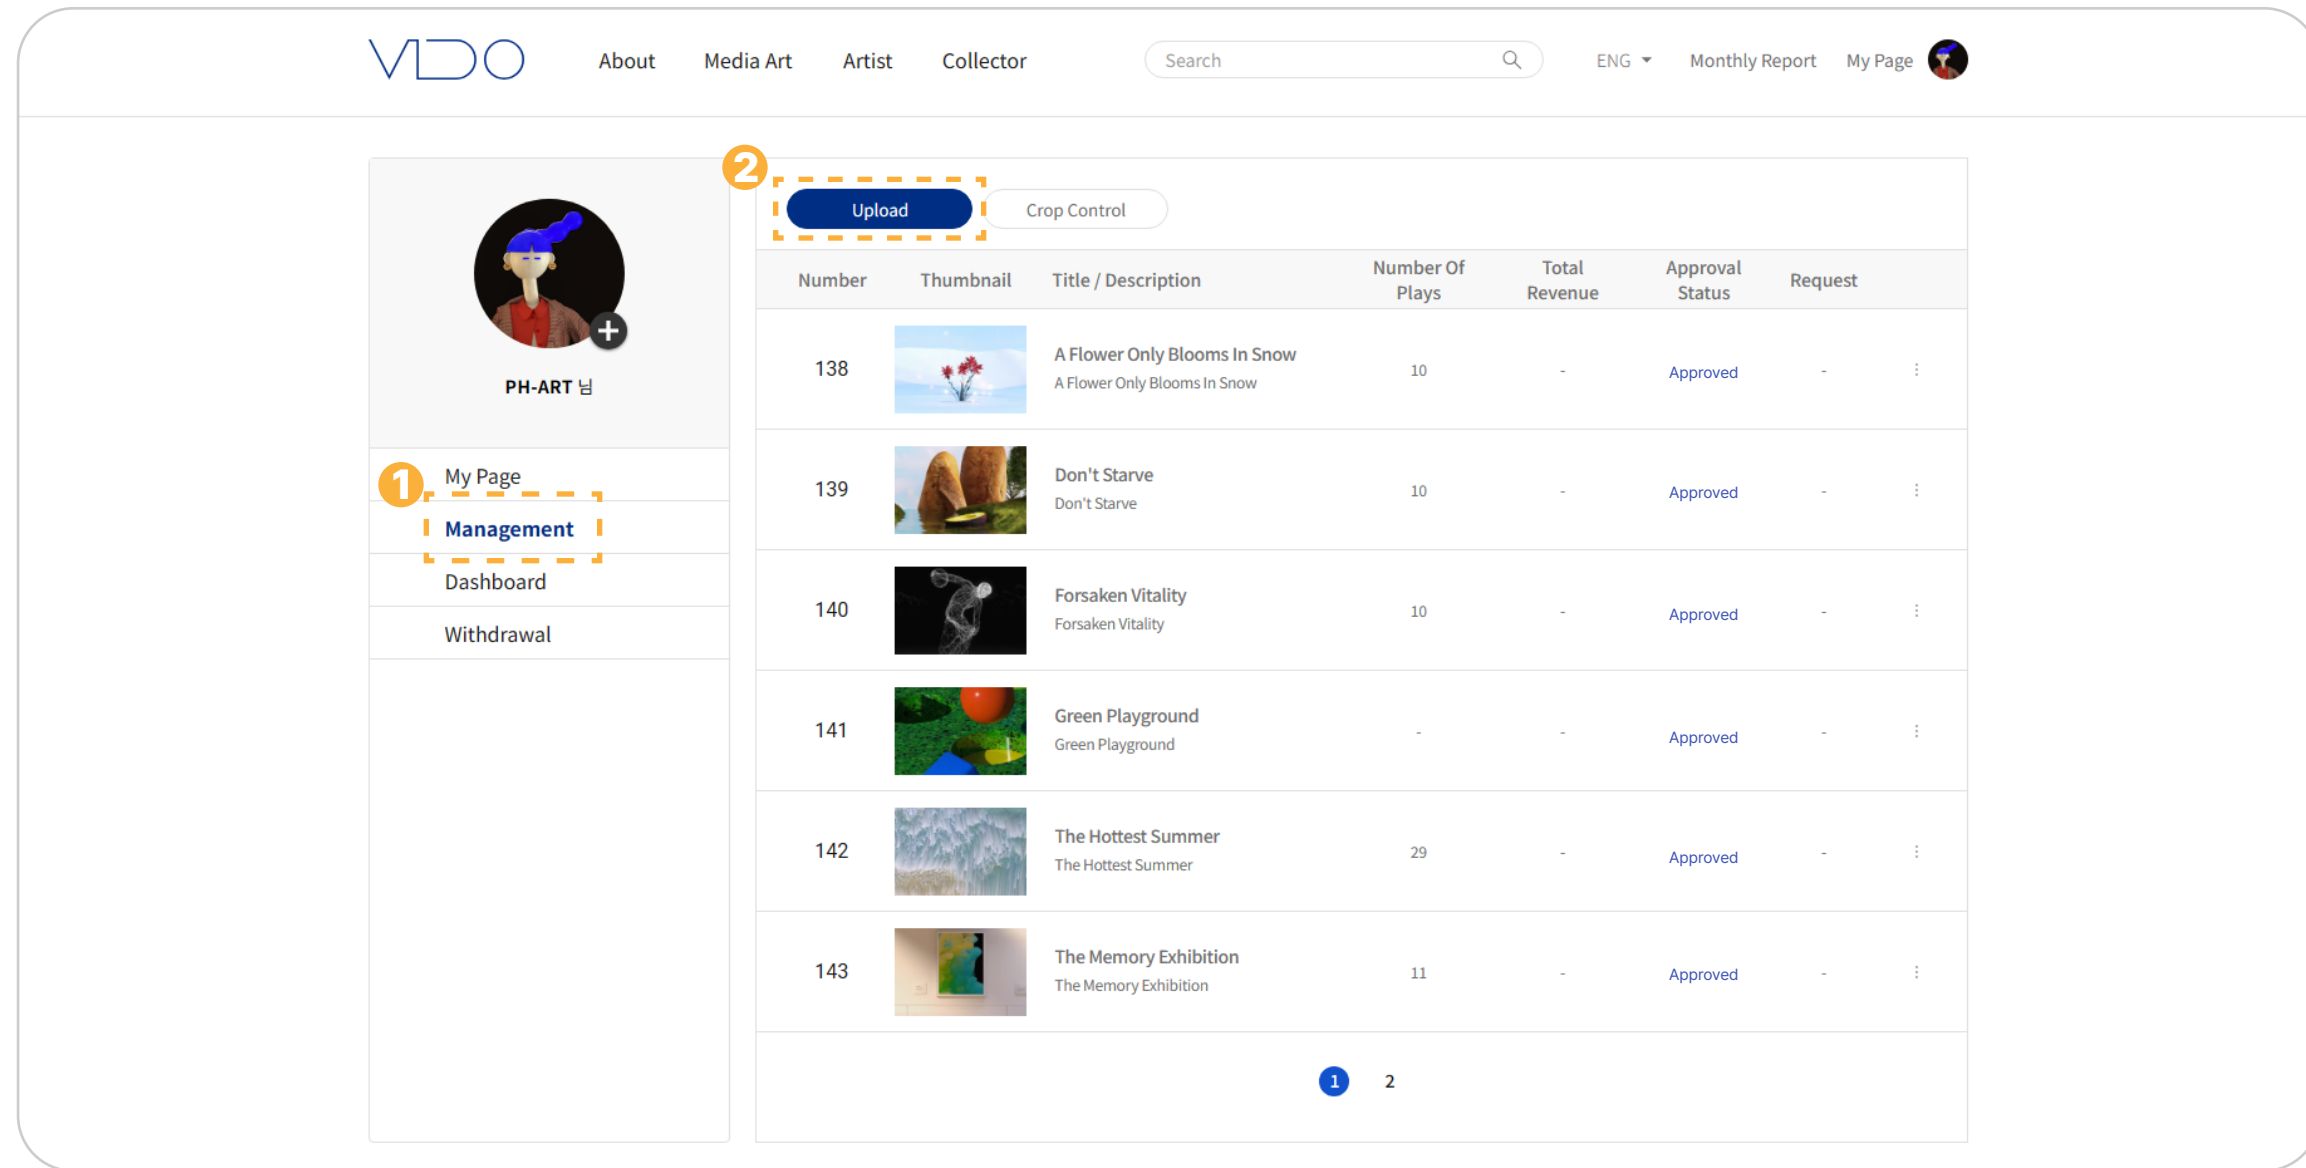 VIDO
About Media Art Artist Collector Search ENG Monthly Report My Page
2
Upload Crop Control
PH-ART 님
1
My Page
Management
Dashboard
Withdrawal
Number Thumbnail Title / Description Number Of Plays Total Revenue Approval Status Request
138 A Flower Only Blooms In Snow 10 - Approved -
A Flower Only Blooms In Snow
139 Don't Starve 10 - Approved -
Don't Starve
140 Forsaken Vitality 10 - Approved -
Forsaken Vitality
141 Green Playground - - Approved -
Green Playground
142 The Hottest Summer 29 - Approved -
The Hottest Summer
143 The Memory Exhibition 11 - Approved -
The Memory Exhibition
1 2